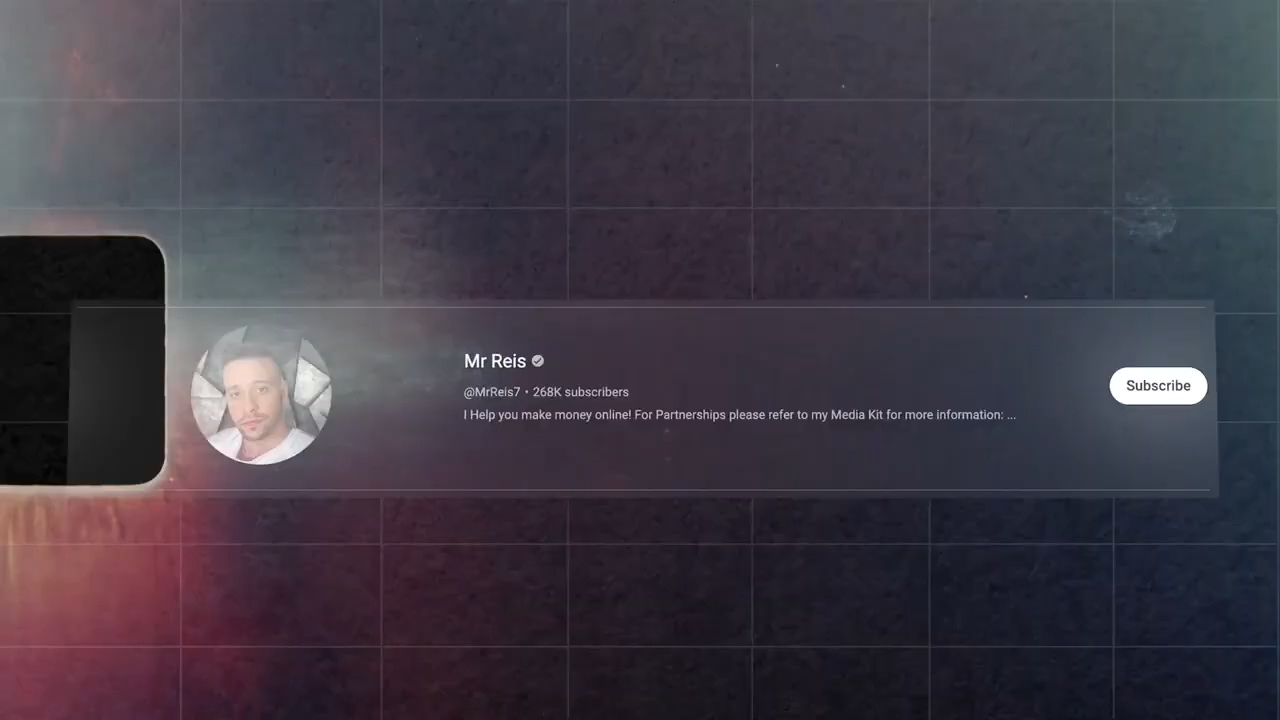 Mr Reis
@MrReis7 • 268K subscribers
I Help you make money online! For Partnerships please refer to my Media Kit for more information: ...
Subscribe